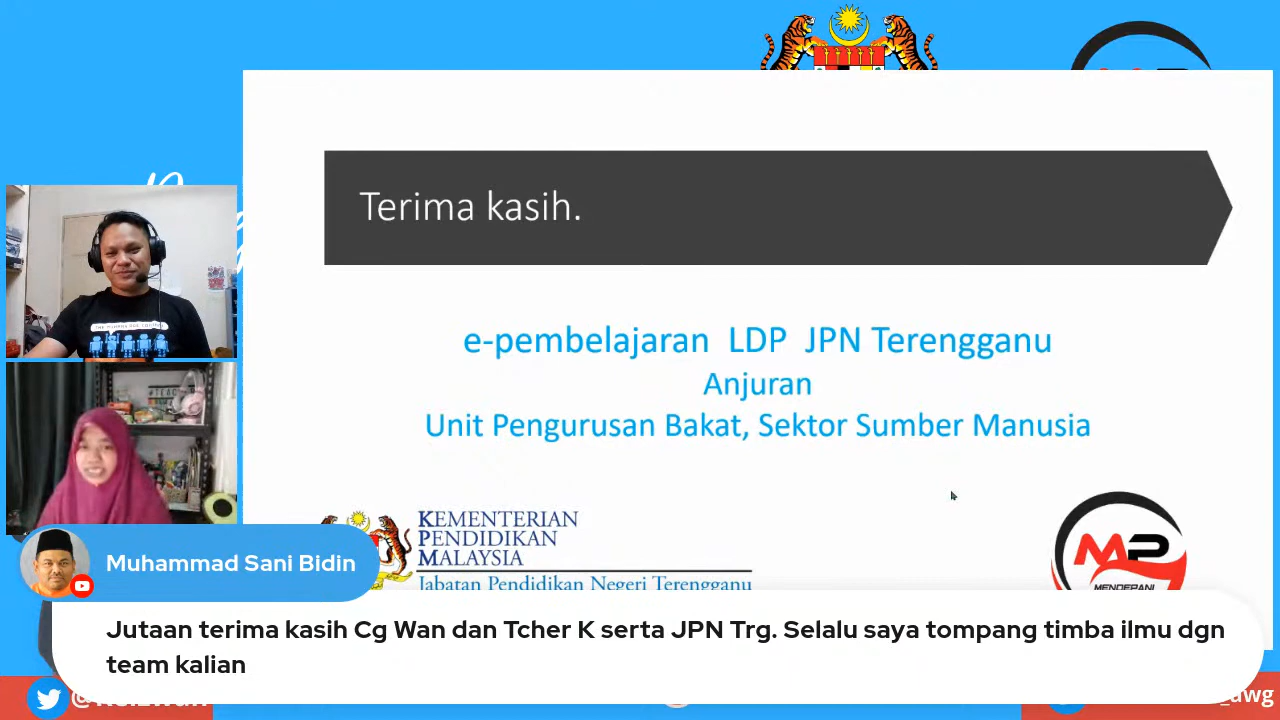 Terima kasih.
e-pembelajaran LDP JPN Terengganu
Anjuran
Unit Pengurusan Bakat, Sektor Sumber Manusia
KEMENTERIAN
PENDIDIKAN
MALAYSIA
Jabatan Pendidikan Negeri Terengganu
MP
MENDEPANI
Muhammad Sani Bidin
Jutaan terima kasih Cg Wan dan Tcher K serta JPN Trg. Selalu saya tompang timba ilmu dgn
team kalian